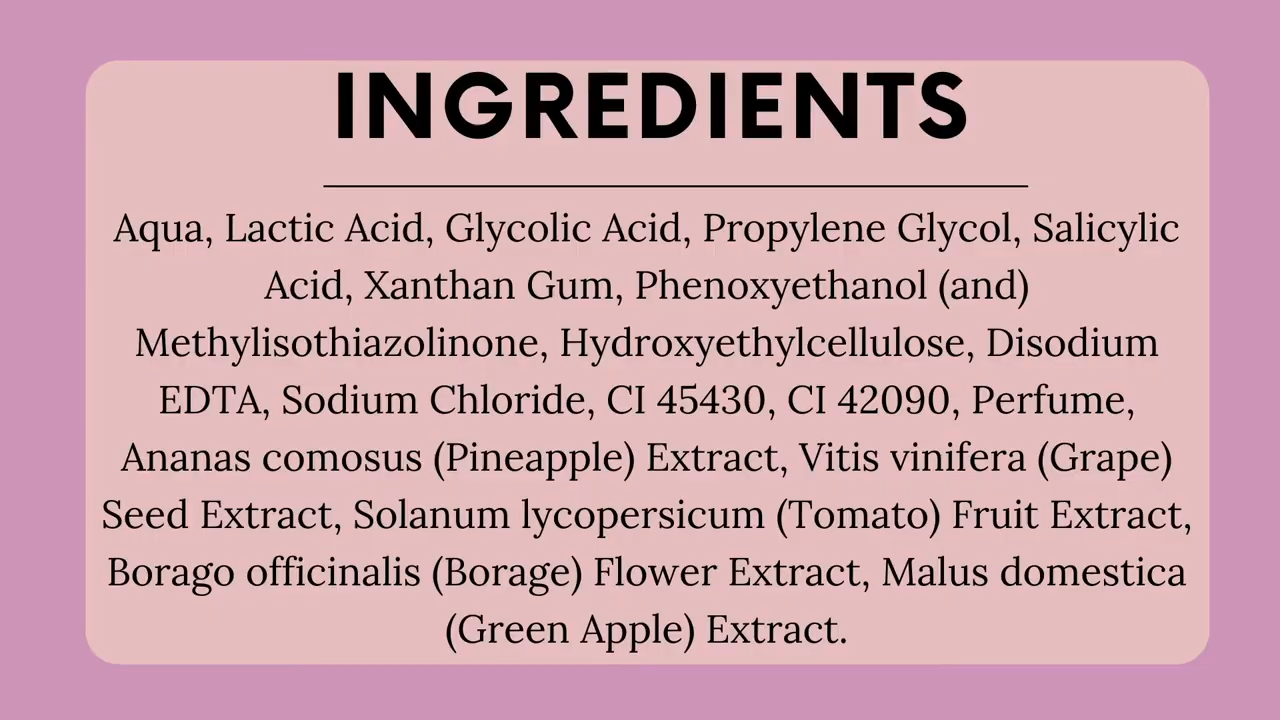 INGREDIENTS
Aqua, Lactic Acid, Glycolic Acid, Propylene Glycol, Salicylic
Acid, Xanthan Gum, Phenoxyethanol (and)
Methylisothiazolinone, Hydroxyethylcellulose, Disodium
EDTA, Sodium Chloride, CI 45430, CI 42090, Perfume,
Ananas comosus (Pineapple) Extract, Vitis vinifera (Grape)
Seed Extract, Solanum lycopersicum (Tomato) Fruit Extract,
Borago officinalis (Borage) Flower Extract, Malus domestica
(Green Apple) Extract.